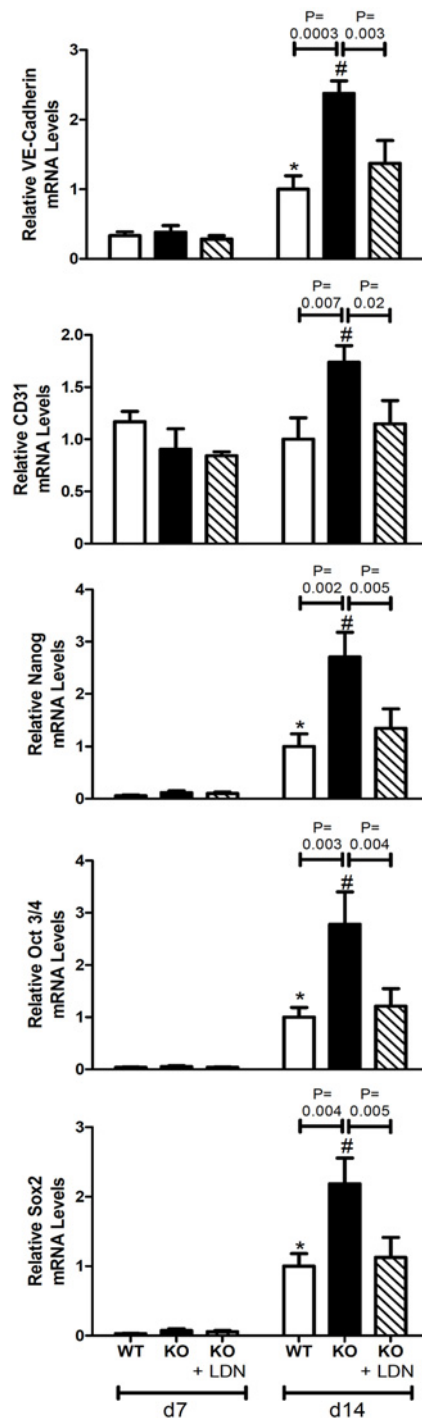 P= P=
0.0003 0.003
#
*
3
2
1
0
Relative VE-Cadherin
mRNA Levels
P= P=
0.007 0.02
#
2.0
1.5
1.0
0.5
0.0
Relative CD31
mRNA Levels
P= P=
0.002 0.005
#
*
4
3
2
1
0
Relative Nanog
mRNA Levels
P= P=
0.003 0.004
#
*
4
3
2
1
0
Relative Oct 3/4
mRNA Levels
P= P=
0.004 0.005
#
*
3
2
1
0
Relative Sox2
mRNA Levels
WT KO KO WT KO KO
+ LDN + LDN
d7 d14